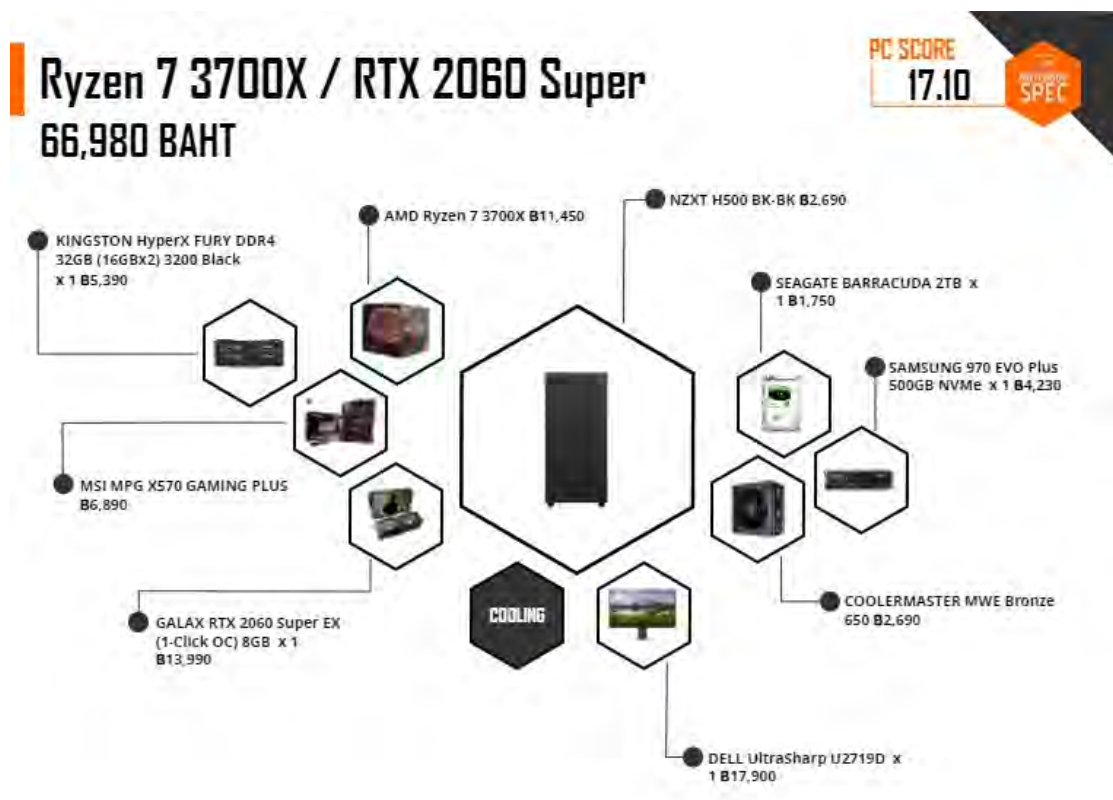 Ryzen 7 3700X / RTX 2060 Super
66,980 BAHT
PC SCORE
17.10
SPEC
NZXT H500 BK-BK ฿2,690
AMD Ryzen 7 3700X ฿11,450
KINGSTON HyperX FURY DDR4
32GB (16GBx2) 3200 Black
x 1 ฿5,390
SEAGATE BARRACUDA 2TB x
1 ฿1,750
SAMSUNG 970 EVO Plus
500GB NVMe x 1 ฿4,230
MSI MPG X570 GAMING PLUS
฿6,890
COOLERMASTER MWE Bronze
650 ฿2,690
COOLING
GALAX RTX 2060 Super EX
(1-Click OC) 8GB x 1
฿13,990
DELL UltraSharp U2719D x
1 ฿17,900